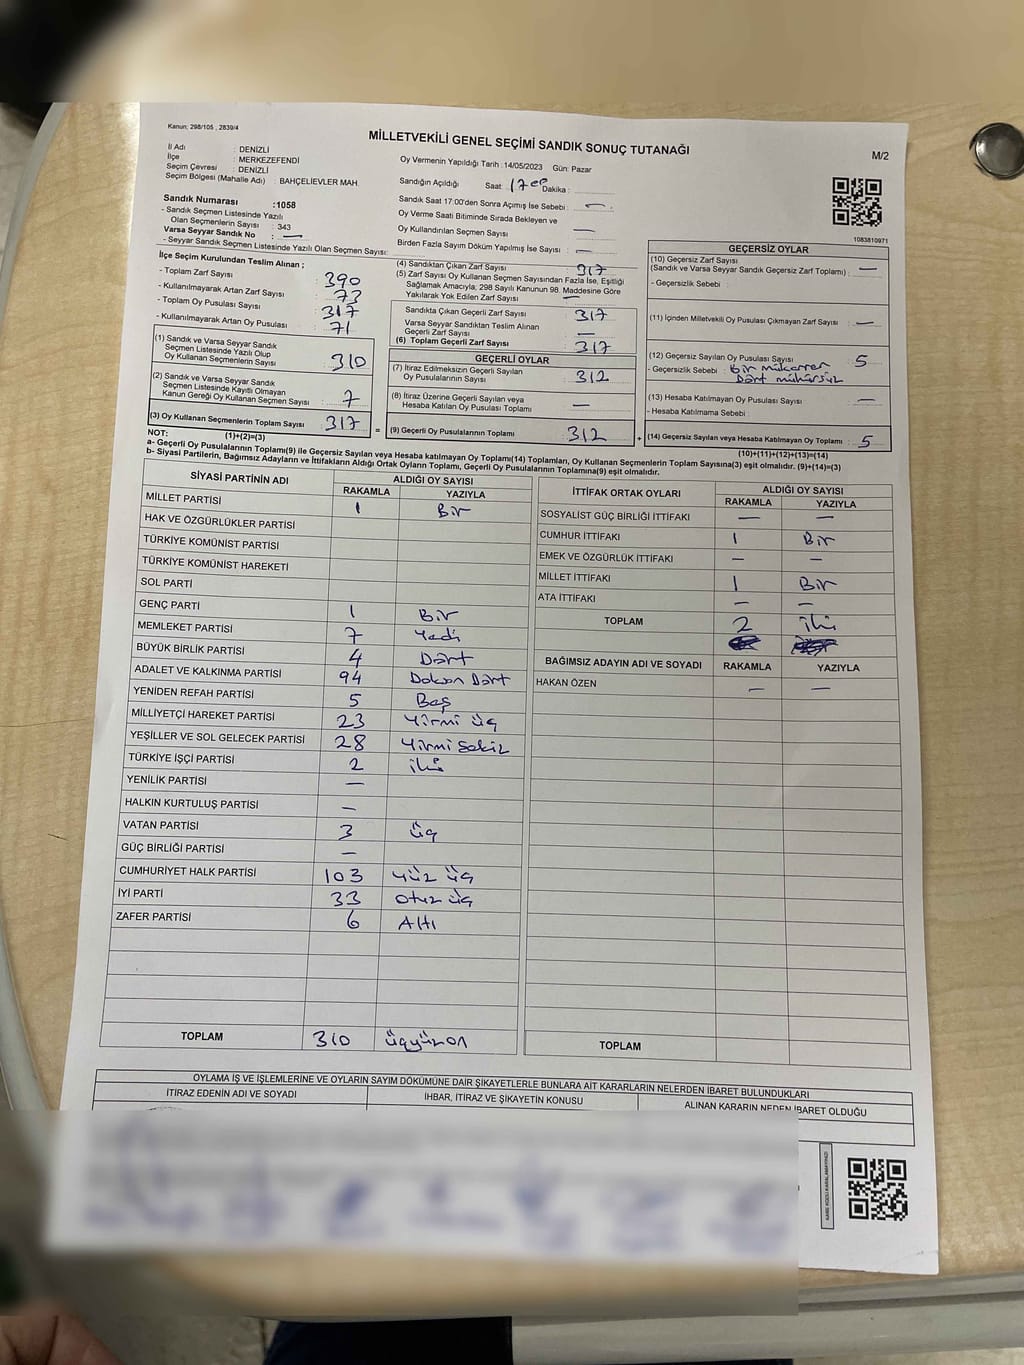 Kanun; 298/105 , 2839/4
MİLLETVEKİLİ GENEL SEÇİMİ SANDIK SONUÇ TUTANAĞI
M/2
İl Adı : DENİZLİ
İlçe : MERKEZEFENDİ
Seçim Çevresi : DENİZLİ
Seçim Bölgesi (Mahalle Adı) : BAHÇELİEVLER MAH.
Oy Vermenin Yapıldığı Tarih : 14/05/2023 Gün: Pazar
Sandığın Açıldığı Saat : 17 Dakika :
Sandık Saat 17:00'den Sonra Açımış İse Sebebi : —
Oy Verme Saati Bitiminde Sırada Bekleyen ve
Oy Kullandırılan Seçmen Sayısı : —
Birden Fazla Sayım Döküm Yapılmış İse Sayısı : —
1083810971
Sandık Numarası :1058
- Sandık Seçmen Listesinde Yazılı
Olan Seçmenlerin Sayısı : 343
Varsa Seyyar Sandık No : —
- Seyyar Sandık Seçmen Listesinde Yazılı Olan Seçmen Sayısı:
İlçe Seçim Kurulundan Teslim Alınan ;
- Toplam Zarf Sayısı : 390
- Kullanılmayarak Artan Zarf Sayısı : 73
- Toplam Oy Pusulası Sayısı : 317
- Kullanılmayarak Artan Oy Pusulası : 71
(1) Sandık ve Varsa Seyyar Sandık
Seçmen Listesinde Yazılı Olup
Oy Kullanan Seçmenlerin Sayısı : 310
(2) Sandık ve Varsa Seyyar Sandık
Seçmen Listesinde Kayıtlı Olmayan
Kanun Gereği Oy Kullanan Seçmen Sayısı : 7
(3) Oy Kullanan Seçmenlerin Toplam Sayısı : 317
(1)+(2)=(3)
(4) Sandıktan Çıkan Zarf Sayısı : 317
(5) Zarf Sayısı Oy Kullanan Seçmen Sayısından Fazla İse, Eşitliği
Sağlamak Amacıyla; 298 Sayılı Kanunun 98. Maddesine Göre
Yakılarak Yok Edilen Zarf Sayısı : —
Sandıkta Çıkan Geçerli Zarf Sayısı : 317
Varsa Seyyar Sandıktan Teslim Alınan
Geçerli Zarf Sayısı : —
(6) Toplam Geçerli Zarf Sayısı : 317
GEÇERLİ OYLAR
(7) İtiraz Edilmeksizin Geçerli Sayılan
Oy Pusulalarının Sayısı : 312
(8) İtiraz Üzerine Geçerli Sayılan veya
Hesaba Katılan Oy Pusulası Toplamı : —
= (9) Geçerli Oy Pusulalarının Toplamı : 312
GEÇERSİZ OYLAR
(10) Geçersiz Zarf Sayısı
(Sandık ve Varsa Seyyar Sandık Geçersiz Zarf Toplamı) : —
- Geçersizlik Sebebi :
(11) İçinden Milletvekili Oy Pusulası Çıkmayan Zarf Sayısı : —
(12) Geçersiz Sayılan Oy Pusulası Sayısı : 5
- Geçersizlik Sebebi : Bir mükerrer
Dört mühürsüz
(13) Hesaba Katılmayan Oy Pusulası Sayısı : —
- Hesaba Katılmama Sebebi :
+ (14) Geçersiz Sayılan veya Hesaba Katılmayan Oy Toplamı : 5
(10)+(11)+(12)+(13)=(14)
NOT:
a- Geçerli Oy Pusulalarının Toplamı(9) ile Geçersiz Sayılan veya Hesaba katılmayan Oy Toplamı(14) Toplamları, Oy Kullanan Seçmenlerin Toplam Sayısına(3) eşit olmalıdır. (9)+(14)=(3)
b- Siyasi Partilerin, Bağımsız Adayların ve İttifakların Aldığı Ortak Oyların Toplamı, Geçerli Oy Pusulalarının Toplamına(9) eşit olmalıdır.
SİYASİ PARTİNİN ADI ALDIĞI OY SAYISI
RAKAMLA YAZIYLA
MİLLET PARTİSİ 1 Bir
HAK VE ÖZGÜRLÜKLER PARTİSİ
TÜRKİYE KOMÜNİST PARTİSİ
TÜRKİYE KOMÜNİST HAREKETİ
SOL PARTİ
GENÇ PARTİ 1 Bir
MEMLEKET PARTİSİ 7 Yedi
BÜYÜK BİRLİK PARTİSİ 4 Dört
ADALET VE KALKINMA PARTİSİ 94 Doksan Dört
YENİDEN REFAH PARTİSİ 5 Beş
MİLLİYETÇİ HAREKET PARTİSİ 23 Yirmi üç
YEŞİLLER VE SOL GELECEK PARTİSİ 28 Yirmi Sekiz
TÜRKİYE İŞÇİ PARTİSİ 2 iki
YENİLİK PARTİSİ —
HALKIN KURTULUŞ PARTİSİ —
VATAN PARTİSİ 3 üç
GÜÇ BİRLİĞİ PARTİSİ —
CUMHURİYET HALK PARTİSİ 103 yüz üç
İYİ PARTİ 33 otuz üç
ZAFER PARTİSİ 6 Altı
TOPLAM 310 üçyüzon
İTTİFAK ORTAK OYLARI ALDIĞI OY SAYISI
RAKAMLA YAZIYLA
SOSYALİST GÜÇ BİRLİĞİ İTTİFAKI — —
CUMHUR İTTİFAKI 1 Bir
EMEK VE ÖZGÜRLÜK İTTİFAKI — —
MİLLET İTTİFAKI 1 Bir
ATA İTTİFAKI — —
TOPLAM 2 iki
BAĞIMSIZ ADAYIN ADI VE SOYADI RAKAMLA YAZIYLA
HAKAN ÖZEN — —
TOPLAM
OYLAMA İŞ VE İŞLEMLERİNE VE OYLARIN SAYIM DÖKÜMÜNE DAİR ŞİKAYETLERLE BUNLARA AİT KARARLARIN NELERDEN İBARET BULUNDUKLARI
İTİRAZ EDENİN ADI VE SOYADI İHBAR, İTİRAZ VE ŞİKAYETİN KONUSU ALINAN KARARIN NEDEN İBARET OLDUĞU